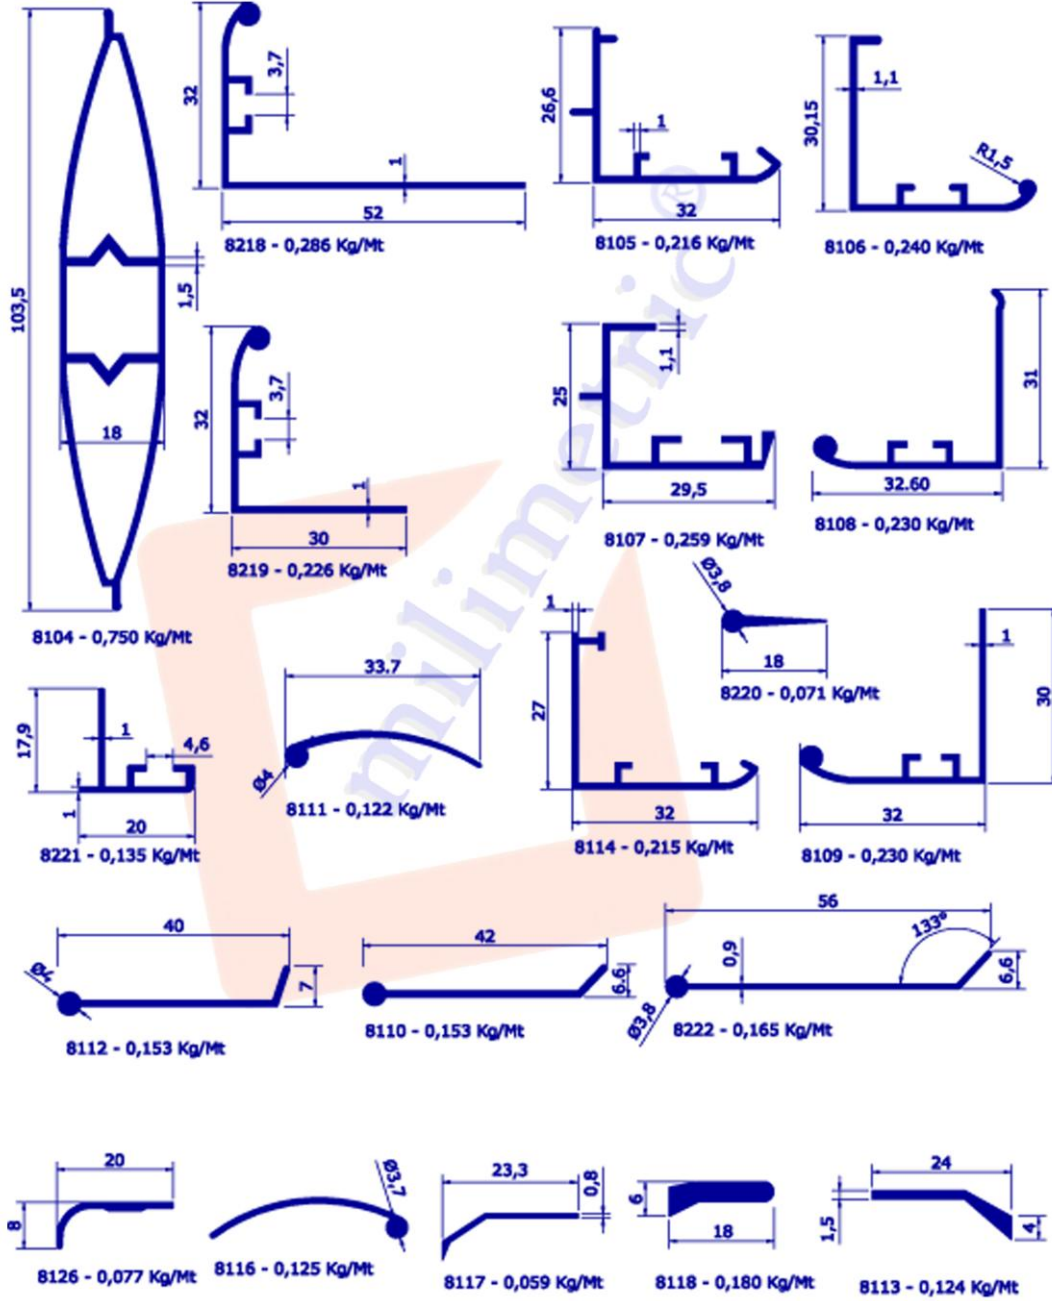 103,5
18
1,5
8104 - 0,750 Kg/Mt
32
3,7
1
52
8218 - 0,286 Kg/Mt
26,6
1
32
8105 - 0,216 Kg/Mt
30,15
1,1
R1,5
8106 - 0,240 Kg/Mt
32
3,7
1
30
8219 - 0,226 Kg/Mt
25
1,1
29,5
8107 - 0,259 Kg/Mt
31
32.60
8108 - 0,230 Kg/Mt
17,9
1
4,6
1
20
8221 - 0,135 Kg/Mt
33.7
Ø4
8111 - 0,122 Kg/Mt
1
27
32
8114 - 0,215 Kg/Mt
Ø3,8
18
8220 - 0,071 Kg/Mt
1
30
32
8109 - 0,230 Kg/Mt
milimetric®
40
Ø4
7
8112 - 0,153 Kg/Mt
42
6.6
8110 - 0,153 Kg/Mt
56
0,9
133°
6,6
Ø3,8
8222 - 0,165 Kg/Mt
20
8
8126 - 0,077 Kg/Mt
Ø3,7
8116 - 0,125 Kg/Mt
23,3
0,8
8117 - 0,059 Kg/Mt
6
18
8118 - 0,180 Kg/Mt
24
1,5
4
8113 - 0,124 Kg/Mt